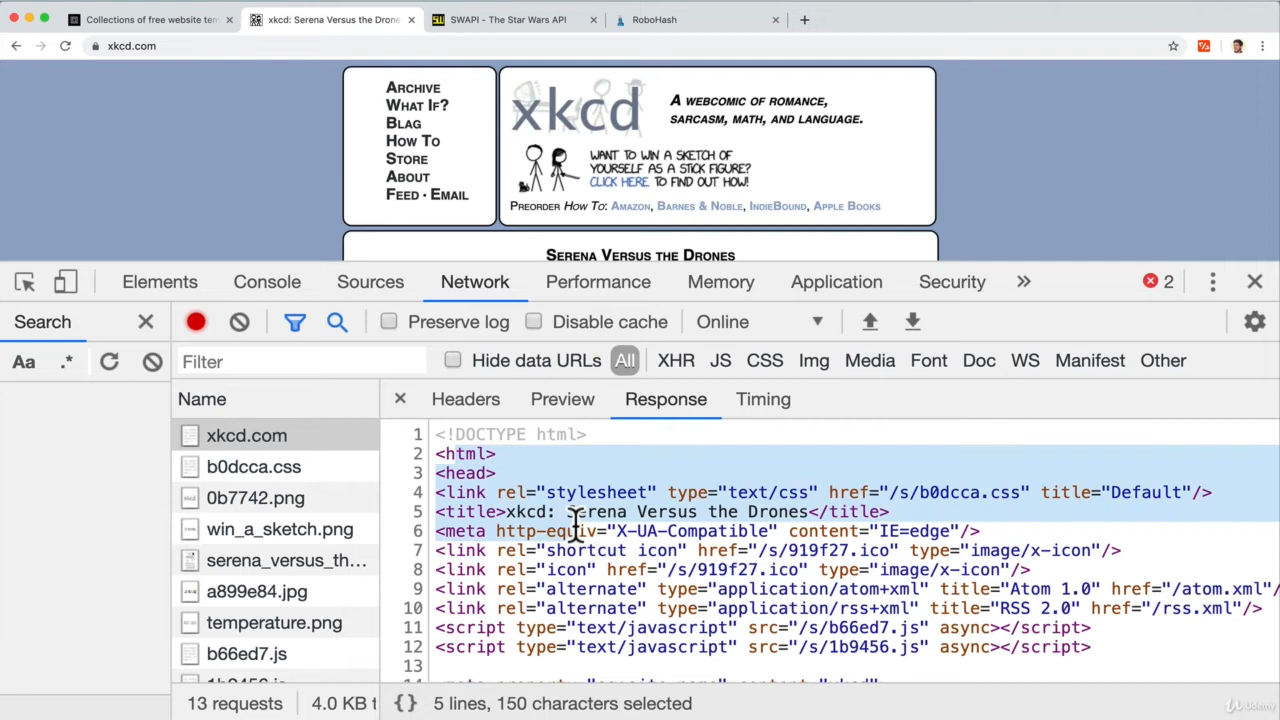 Collections of free website tem
xkcd: Serena Versus the Drone
SWAPI - The Star Wars API
RoboHash
xkcd.com
Archive
What If?
Blag
How To
Store
About
Feed · Email
xkcd
A webcomic of romance,
sarcasm, math, and language.
WANT TO WIN A SKETCH OF
YOURSELF AS A STICK FIGURE?
CLICK HERE TO FIND OUT HOW!
Preorder How To: Amazon, Barnes & Noble, IndieBound, Apple Books
Serena Versus the Drones
Elements Console Sources Network Performance Memory Application Security » 2
Search
Preserve log Disable cache Online
Aa .*
Filter
Hide data URLs All XHR JS CSS Img Media Font Doc WS Manifest Other
Name
xkcd.com
b0dcca.css
0b7742.png
win_a_sketch.png
serena_versus_th...
a899e84.jpg
temperature.png
b66ed7.js
1b9456.js
13 requests 4.0 KB t
Headers Preview Response Timing
1 <!DOCTYPE html>
2 <html>
3 <head>
4 <link rel="stylesheet" type="text/css" href="/s/b0dcca.css" title="Default"/>
5 <title>xkcd: Serena Versus the Drones</title>
6 <meta http-equiv="X-UA-Compatible" content="IE=edge"/>
7 <link rel="shortcut icon" href="/s/919f27.ico" type="image/x-icon"/>
8 <link rel="icon" href="/s/919f27.ico" type="image/x-icon"/>
9 <link rel="alternate" type="application/atom+xml" title="Atom 1.0" href="/atom.xml"/
10 <link rel="alternate" type="application/rss+xml" title="RSS 2.0" href="/rss.xml"/>
11 <script type="text/javascript" src="/s/b66ed7.js" async></script>
12 <script type="text/javascript" src="/s/1b9456.js" async></script>
13
{} 5 lines, 150 characters selected
Udemy